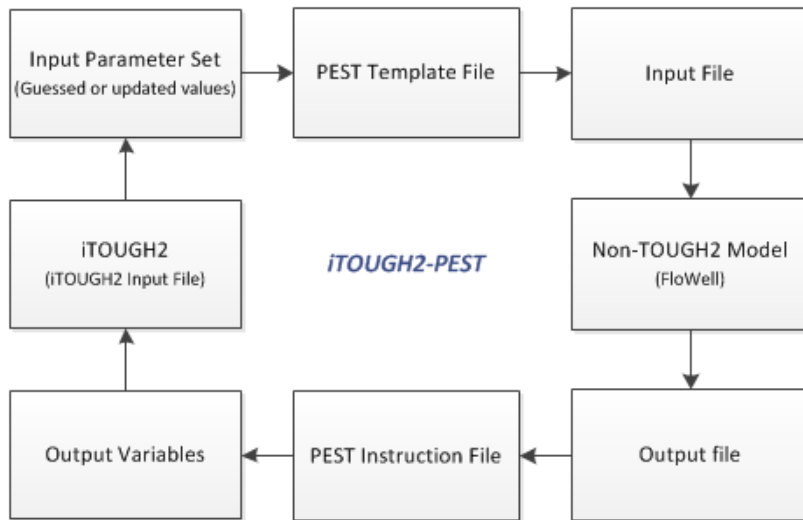 Input Parameter Set
(Guessed or updated values)
PEST Template File
Input File
iTOUGH2
(iTOUGH2 Input File)
iTOUGH2-PEST
Non-TOUGH2 Model
(FloWell)
Output Variables
PEST Instruction File
Output file